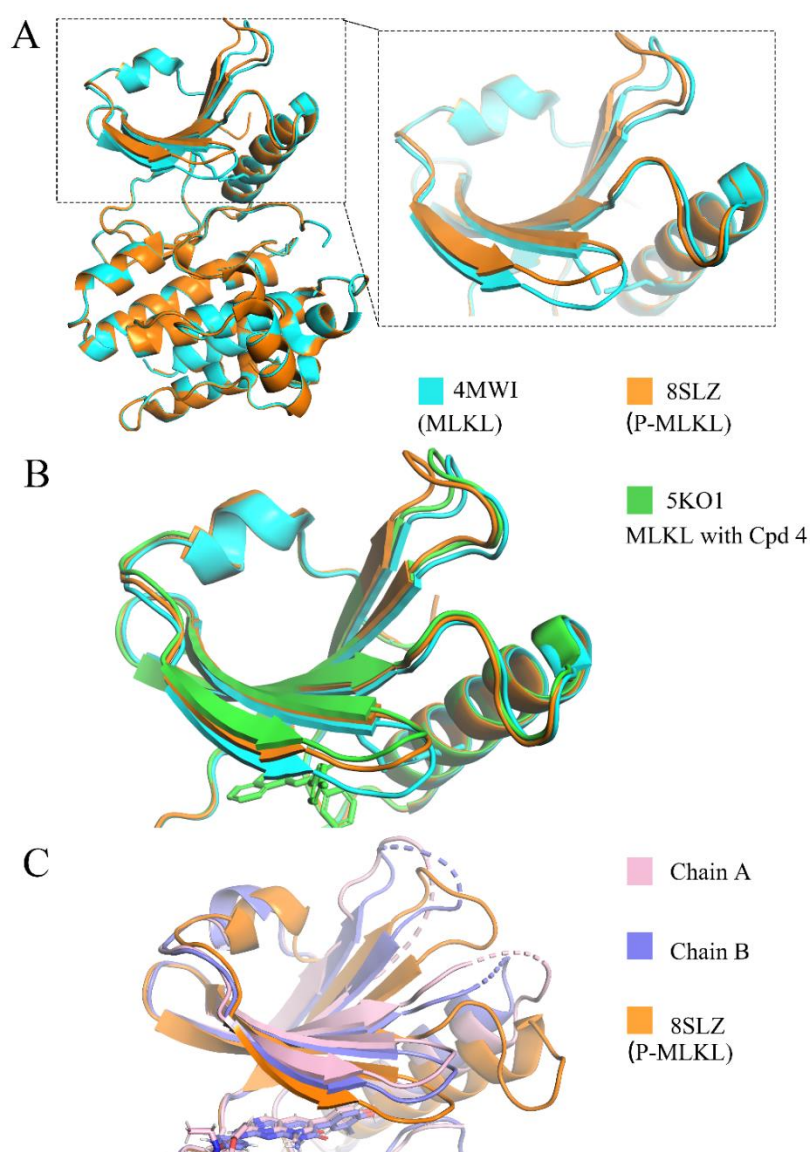 A
4MWI
(MLKL)
8SLZ
(P-MLKL)
B
5KO1
MLKL with Cpd 4
C
Chain A
Chain B
8SLZ
(P-MLKL)